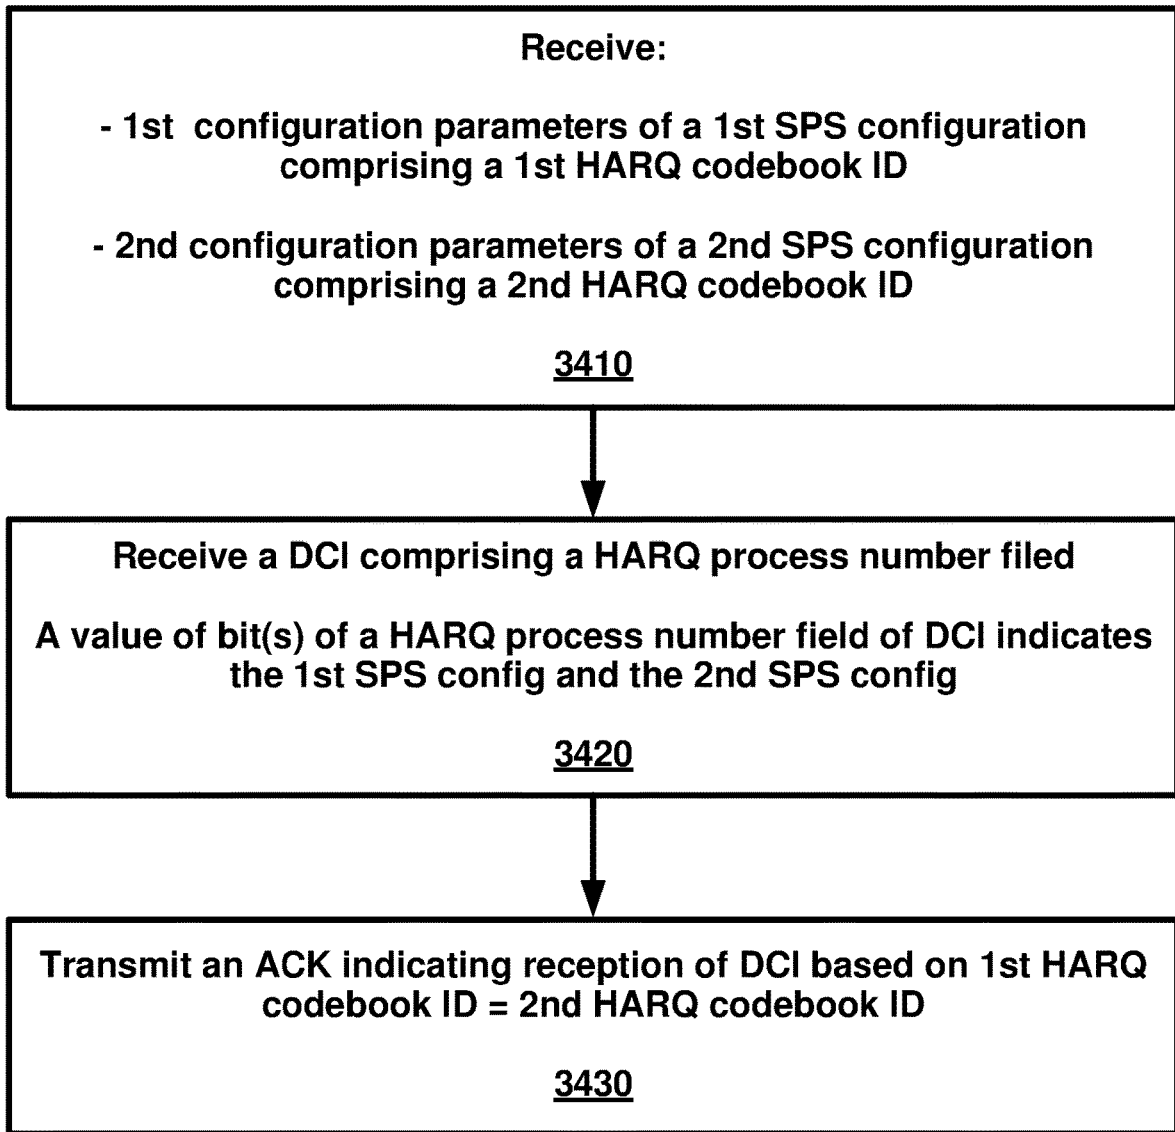 Receive:
- 1st configuration parameters of a 1st SPS configuration
comprising a 1st HARQ codebook ID
- 2nd configuration parameters of a 2nd SPS configuration
comprising a 2nd HARQ codebook ID
3410
Receive a DCI comprising a HARQ process number filed
A value of bit(s) of a HARQ process number field of DCI indicates
the 1st SPS config and the 2nd SPS config
3420
Transmit an ACK indicating reception of DCI based on 1st HARQ
codebook ID = 2nd HARQ codebook ID
3430